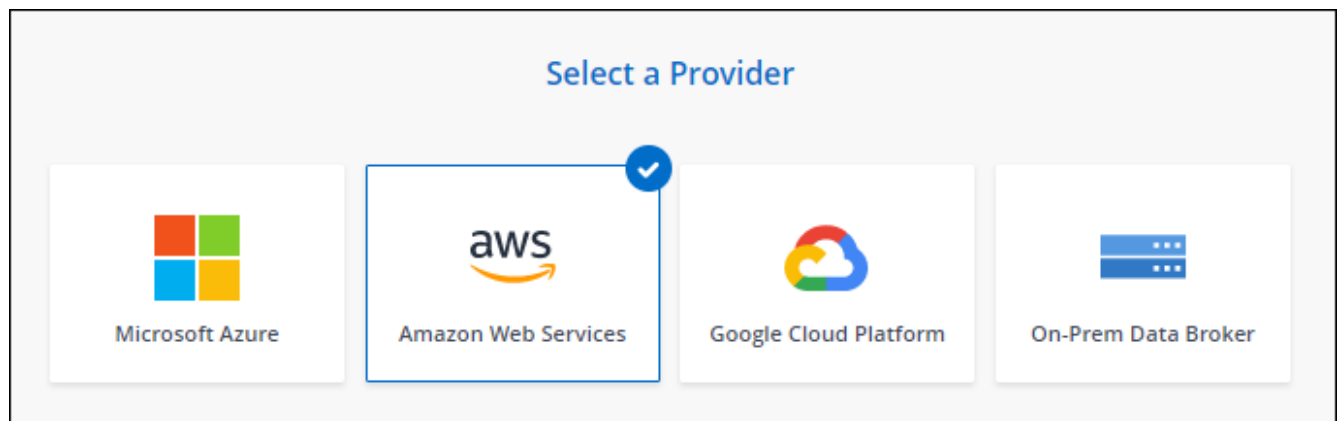 Select a Provider
aws
Microsoft Azure
Amazon Web Services
Google Cloud Platform
On-Prem Data Broker